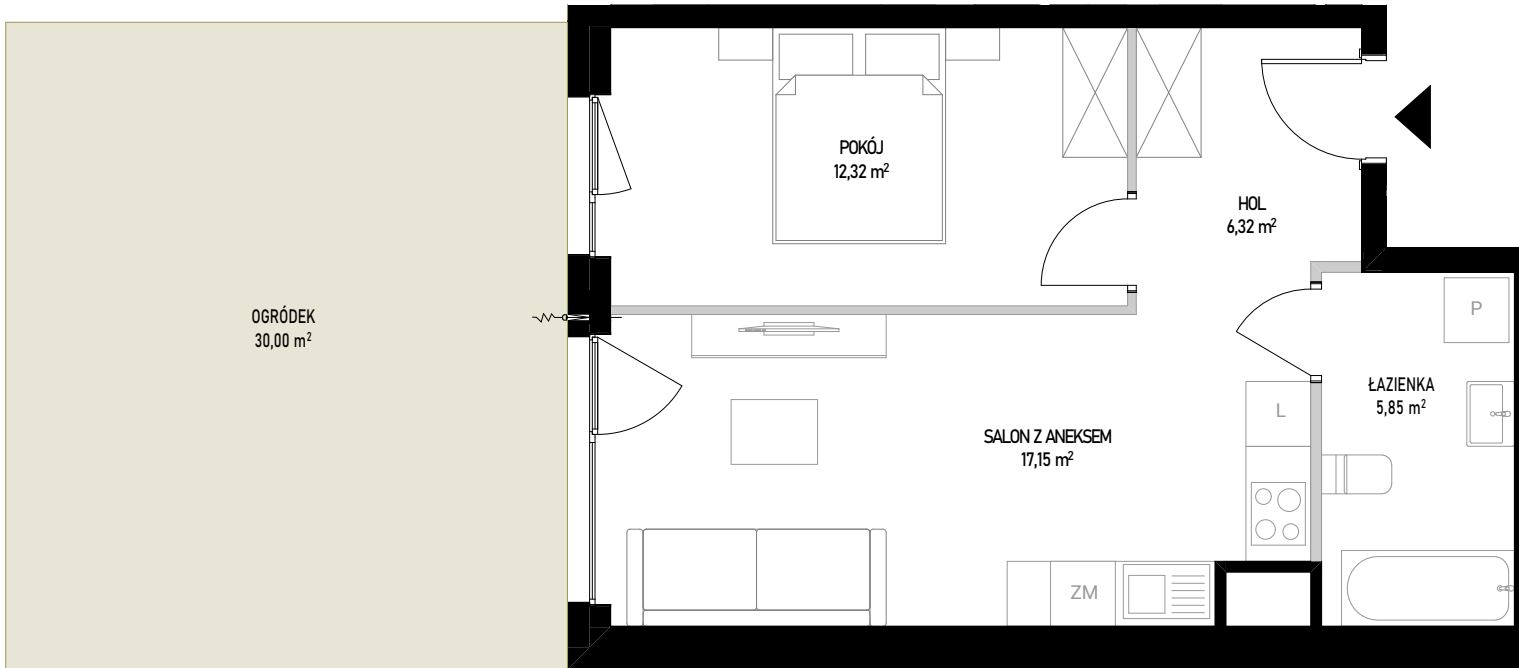 POKÓJ
12,32 m²
HOL
6,32 m²
OGRÓDEK
30,00 m²
P
ŁAZIENKA
5,85 m²
L
SALON Z ANEKSEM
17,15 m²
ZM